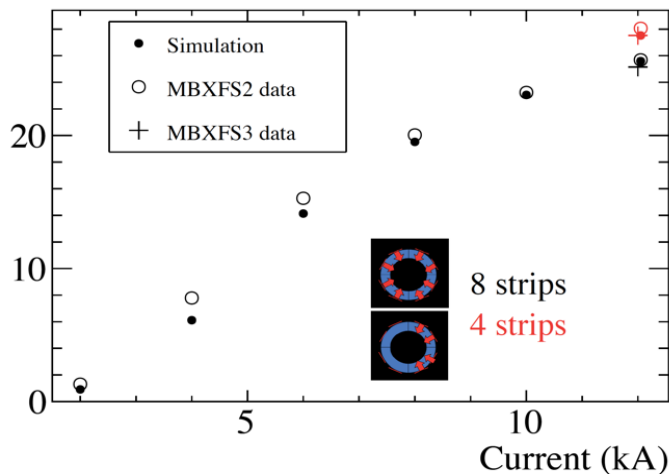 Simulation
MBXFS2 data
MBXFS3 data
20
10
0
8 strips
4 strips
5
10
Current (kA)